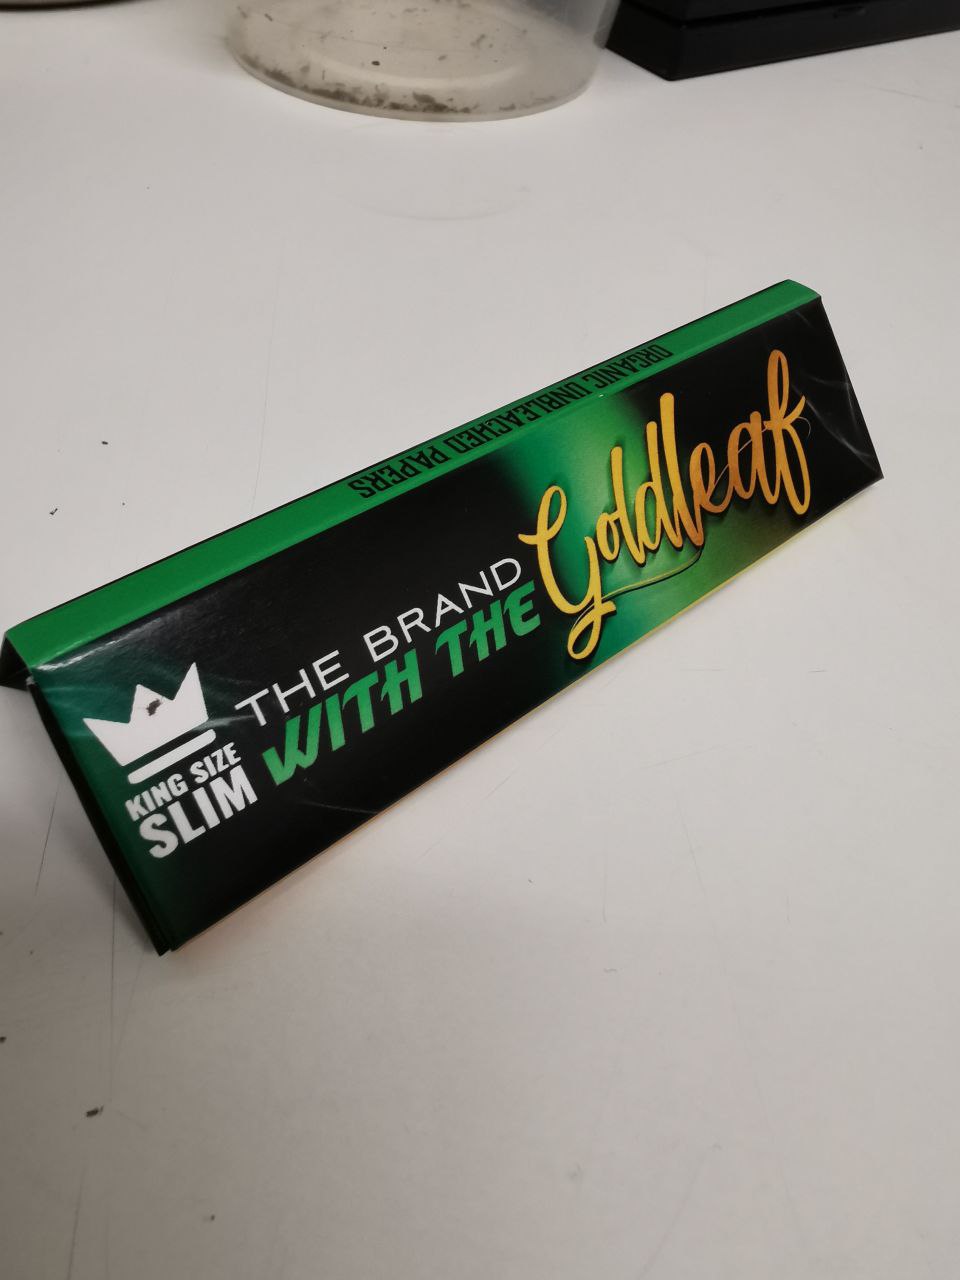 ORGANIC UNBLEACHED PAPERS
KING SIZE
SLIM
THE BRAND
WITH THE
Goldleaf